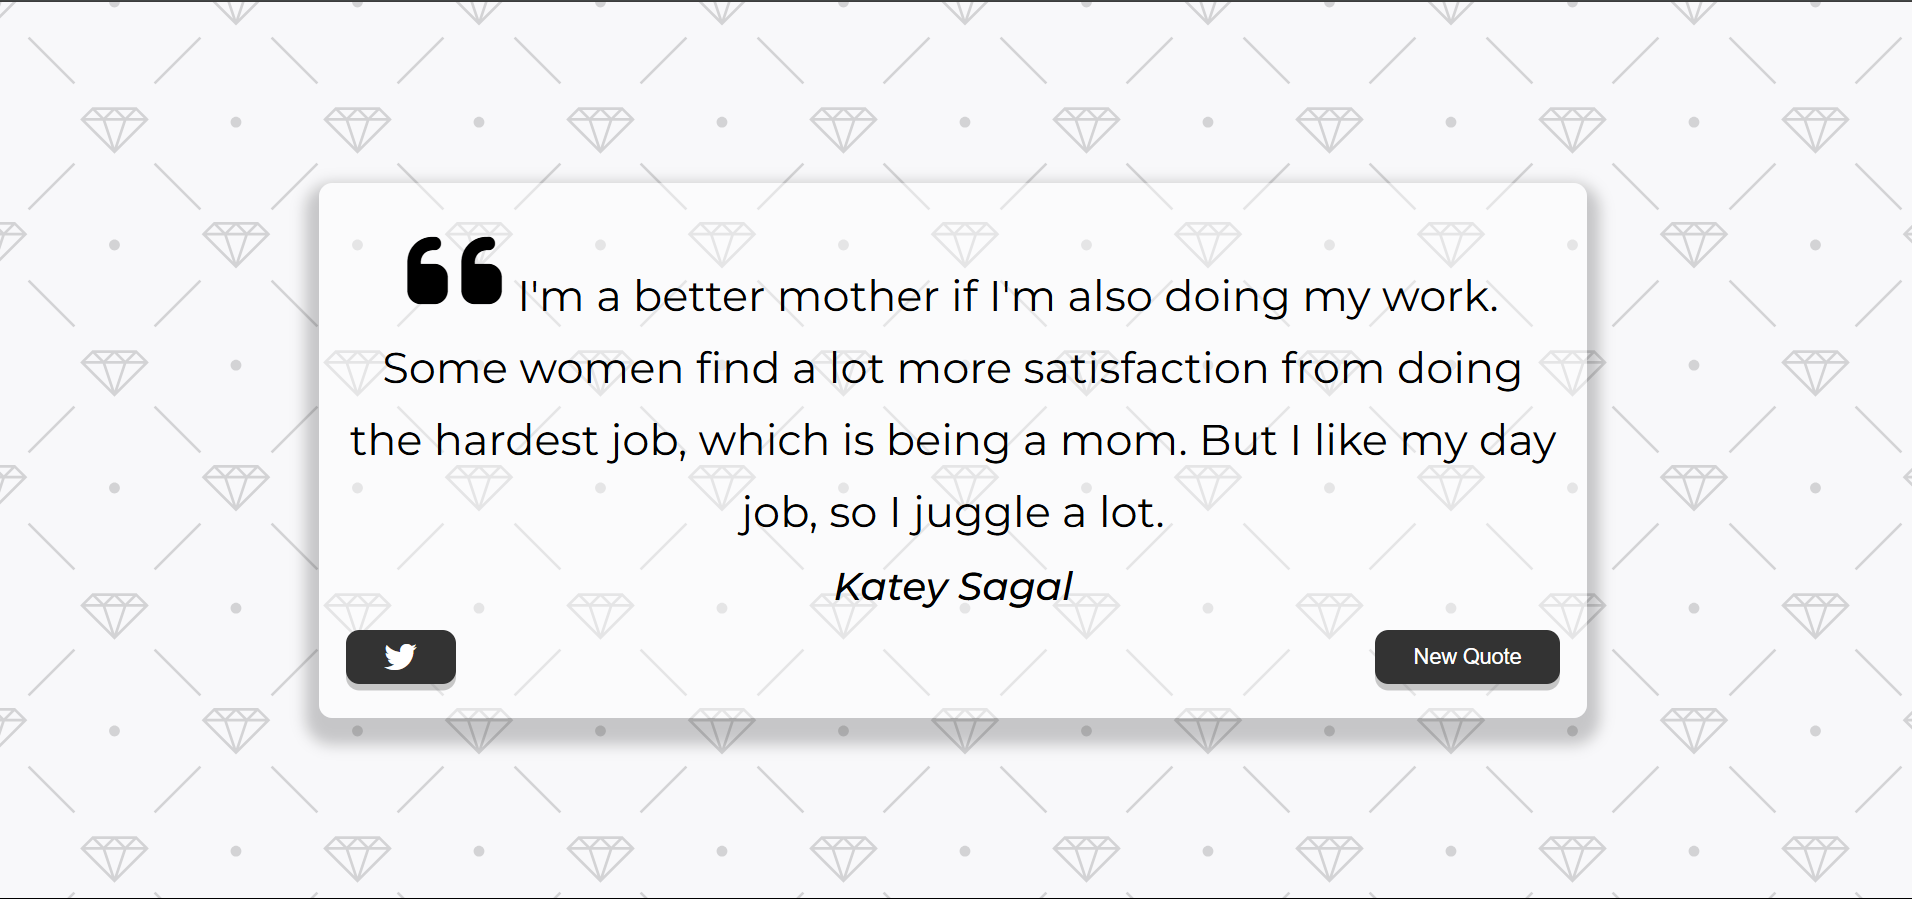 I'm a better mother if I'm also doing my work.
Some women find a lot more satisfaction from doing
the hardest job, which is being a mom. But I like my day
job, so I juggle a lot.
Katey Sagal
New Quote